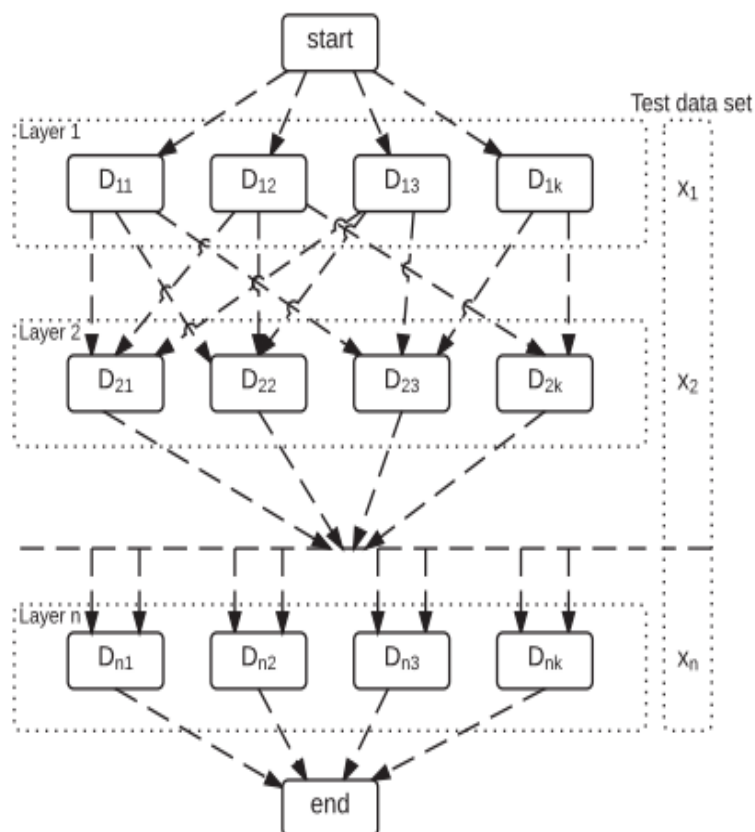 start
Test data set
Layer 1
D₁₁ D₁₂ D₁₃ D₁ₖ X₁
Layer 2
D₂₁ D₂₂ D₂₃ D₂ₖ X₂
Layer n
Dₙ₁ Dₙ₂ Dₙ₃ Dₙₖ Xₙ
end